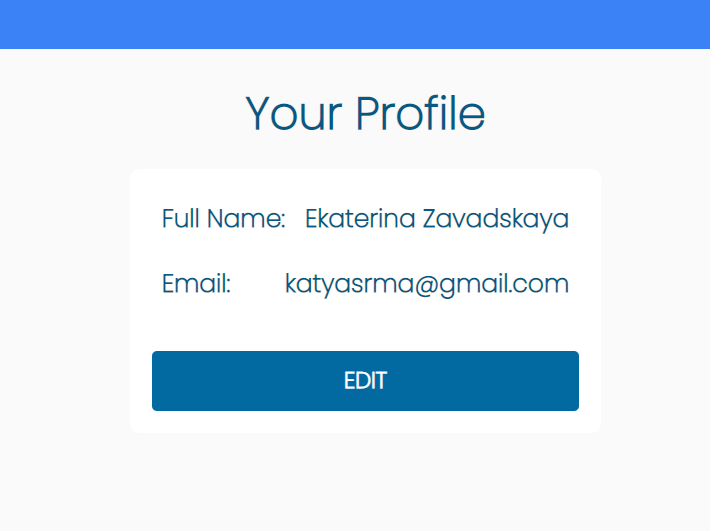 Your Profile
Full Name: Ekaterina Zavadskaya
Email: katyasrma@gmail.com
EDIT